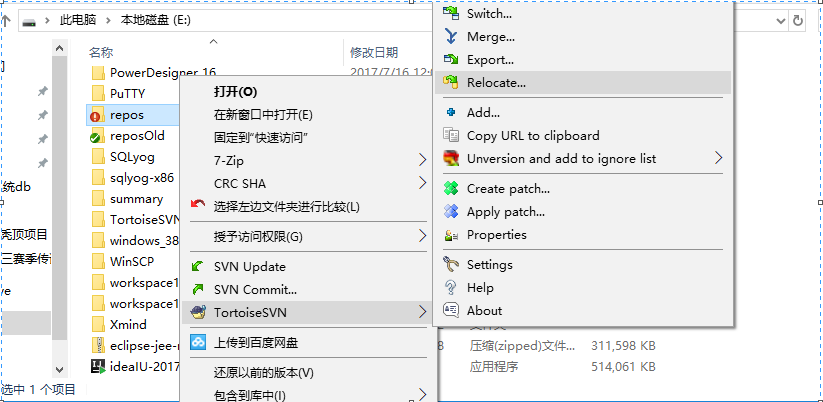 此电脑 › 本地磁盘 (E:)
名称
修改日期
PowerDesigner 16
2017/7/16 12:0
PuTTY
repos
reposOld
SQLyog
sqlyog-x86
统db
summary
TortoiseSVN
秃顶项目
windows_38
三赛季传
WinSCP
workspace1
ve
workspace1
Xmind
eclipse-jee-n
ideaIU-2017
选中 1 个项目
打开(O)
在新窗口中打开(E)
固定到"快速访问"
7-Zip
CRC SHA
选择左边文件夹进行比较(L)
授予访问权限(G)
SVN Update
SVN Commit...
TortoiseSVN
上传到百度网盘
还原以前的版本(V)
包含到库中(I)
Switch...
Merge...
Export...
Relocate...
Add...
Copy URL to clipboard
Unversion and add to ignore list
Create patch...
Apply patch...
Properties
Settings
Help
About
文件夹
8 压缩(zipped)文件... 311,598 KB
应用程序 514,061 KB